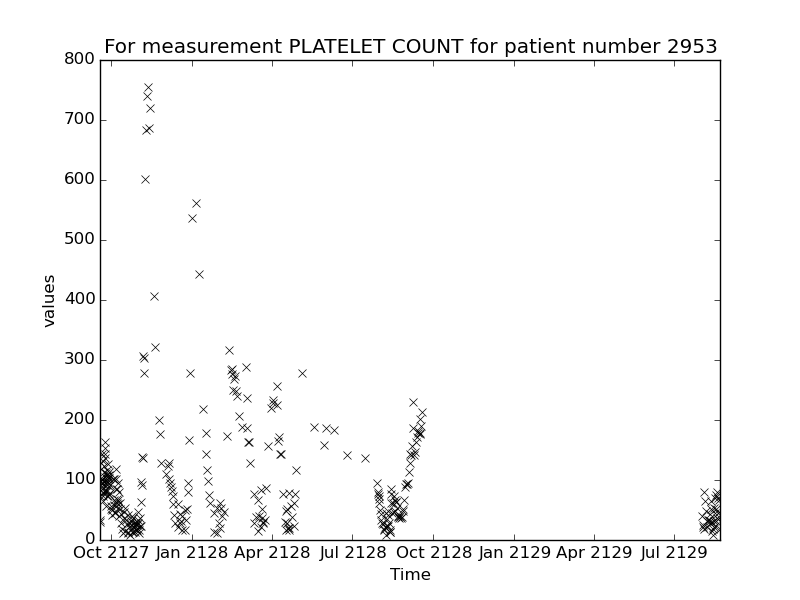 For measurement PLATELET COUNT for patient number 2953
800
700
600
500
400
300
200
100
0
values
Oct 2127 Jan 2128 Apr 2128 Jul 2128 Oct 2128 Jan 2129 Apr 2129 Jul 2129
Time